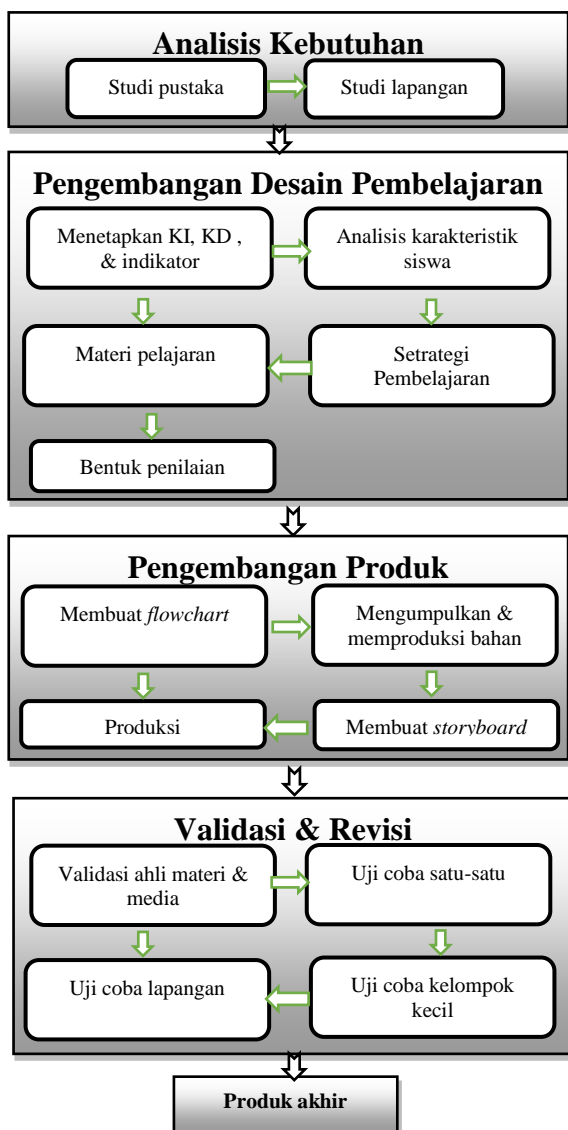 Analisis Kebutuhan
Studi pustaka
Studi lapangan
Pengembangan Desain Pembelajaran
Menetapkan KI, KD ,
& indikator
Analisis karakteristik
siswa
Materi pelajaran
Setrategi
Pembelajaran
Bentuk penilaian
Pengembangan Produk
Membuat flowchart
Mengumpulkan &
memproduksi bahan
Produksi
Membuat storyboard
Validasi & Revisi
Validasi ahli materi &
media
Uji coba satu-satu
Uji coba lapangan
Uji coba kelompok
kecil
Produk akhir